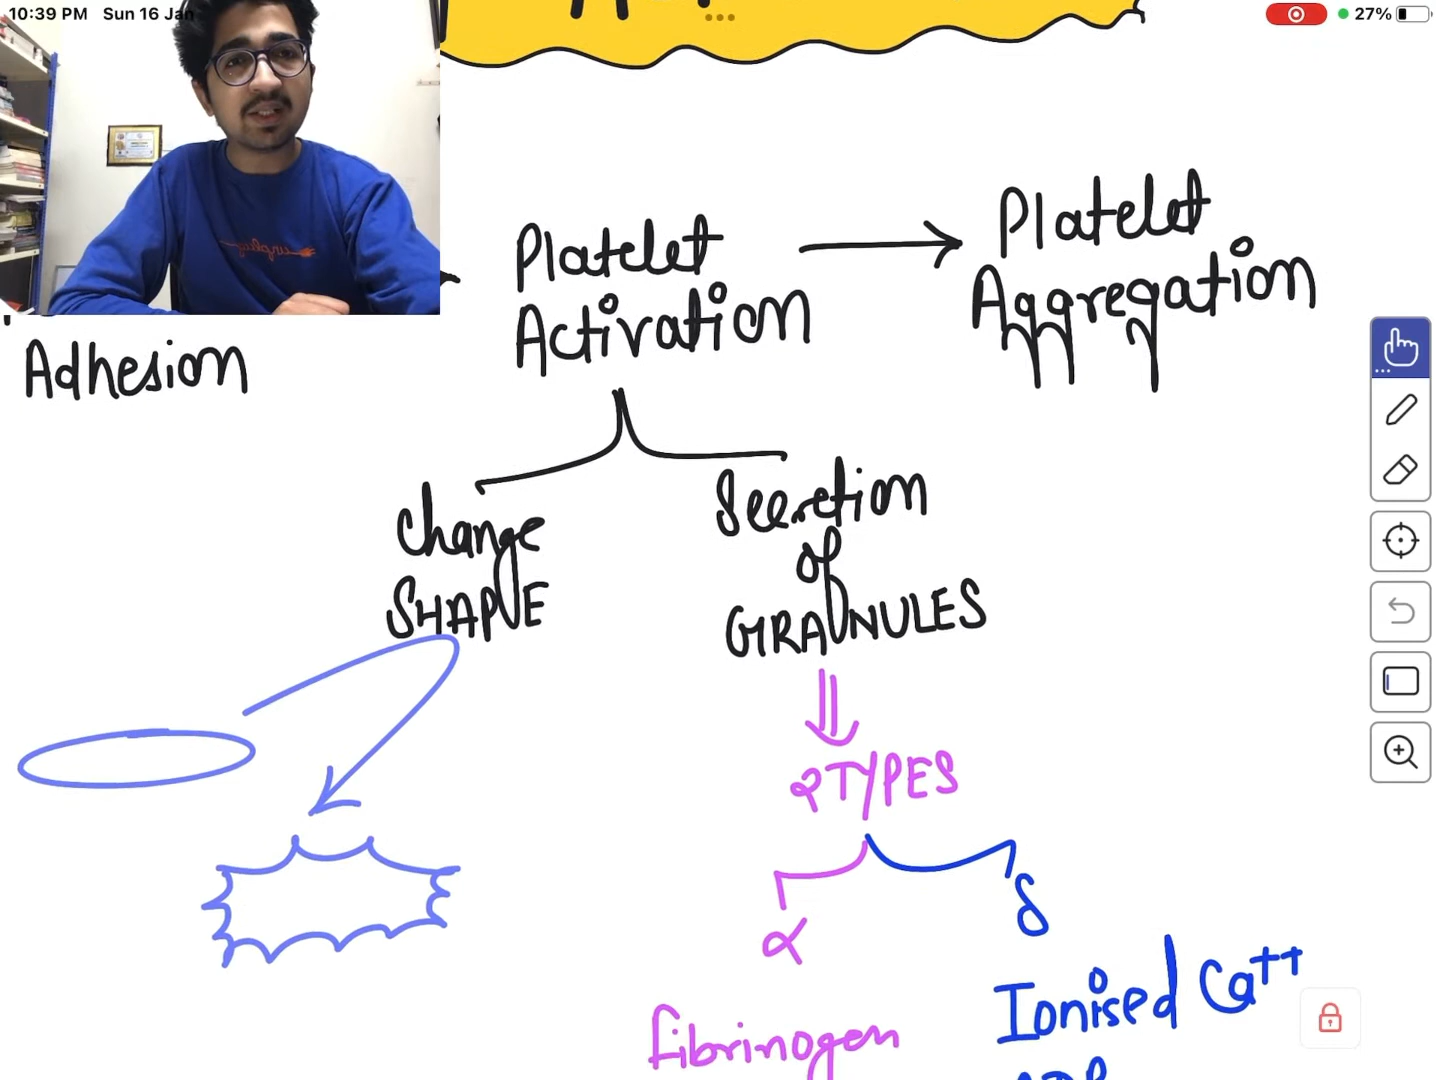 10:39 PM Sun 16 Jan
27%
Platelet
Activation
Platelet
Aggregation
Adhesion
Change
SHAPE
Secretion
of
GRANULES
2 TYPES
α
δ
Ionised Ca++
fibrinogen